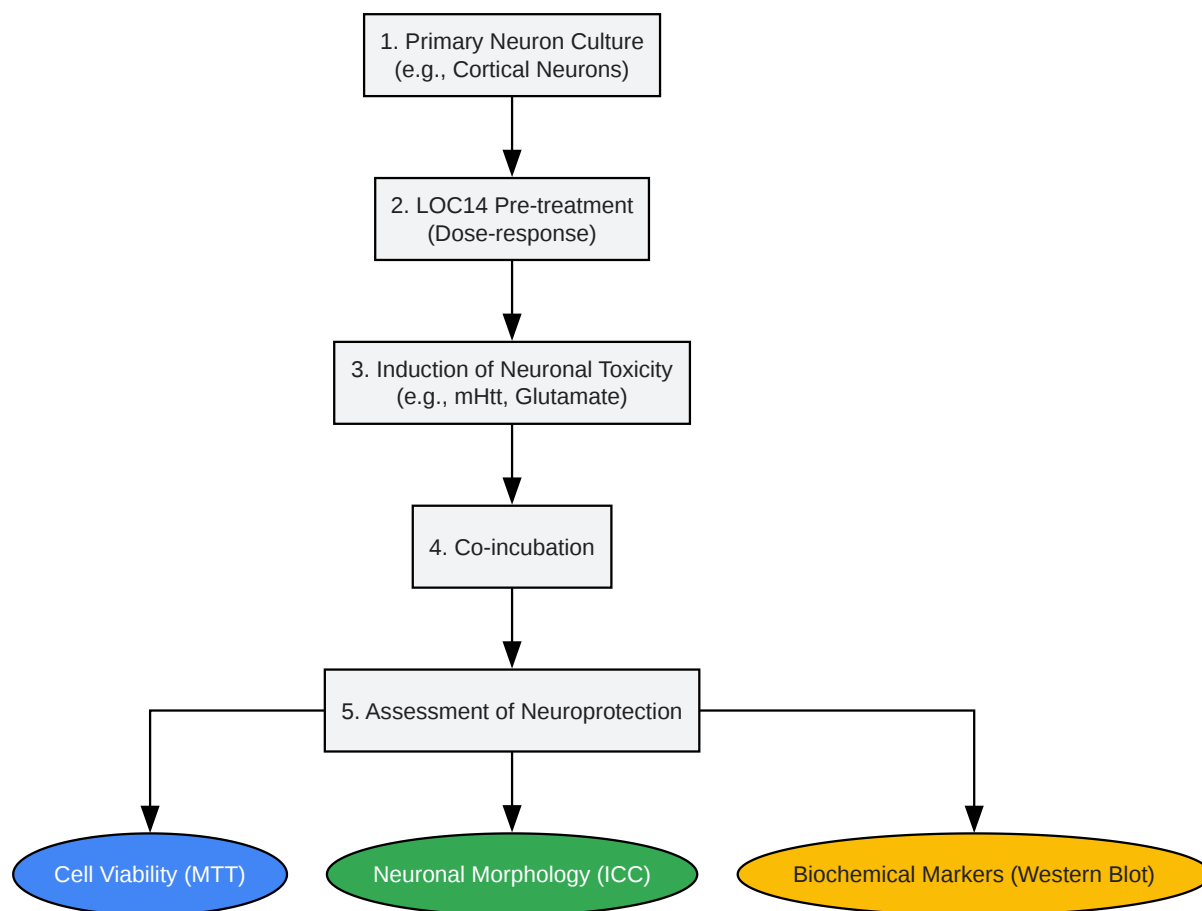 1. Primary Neuron Culture
(e.g., Cortical Neurons)
2. LOC14 Pre-treatment
(Dose-response)
3. Induction of Neuronal Toxicity
(e.g., mHtt, Glutamate)
4. Co-incubation
5. Assessment of Neuroprotection
Cell Viability (MTT)
Neuronal Morphology (ICC)
Biochemical Markers (Western Blot)